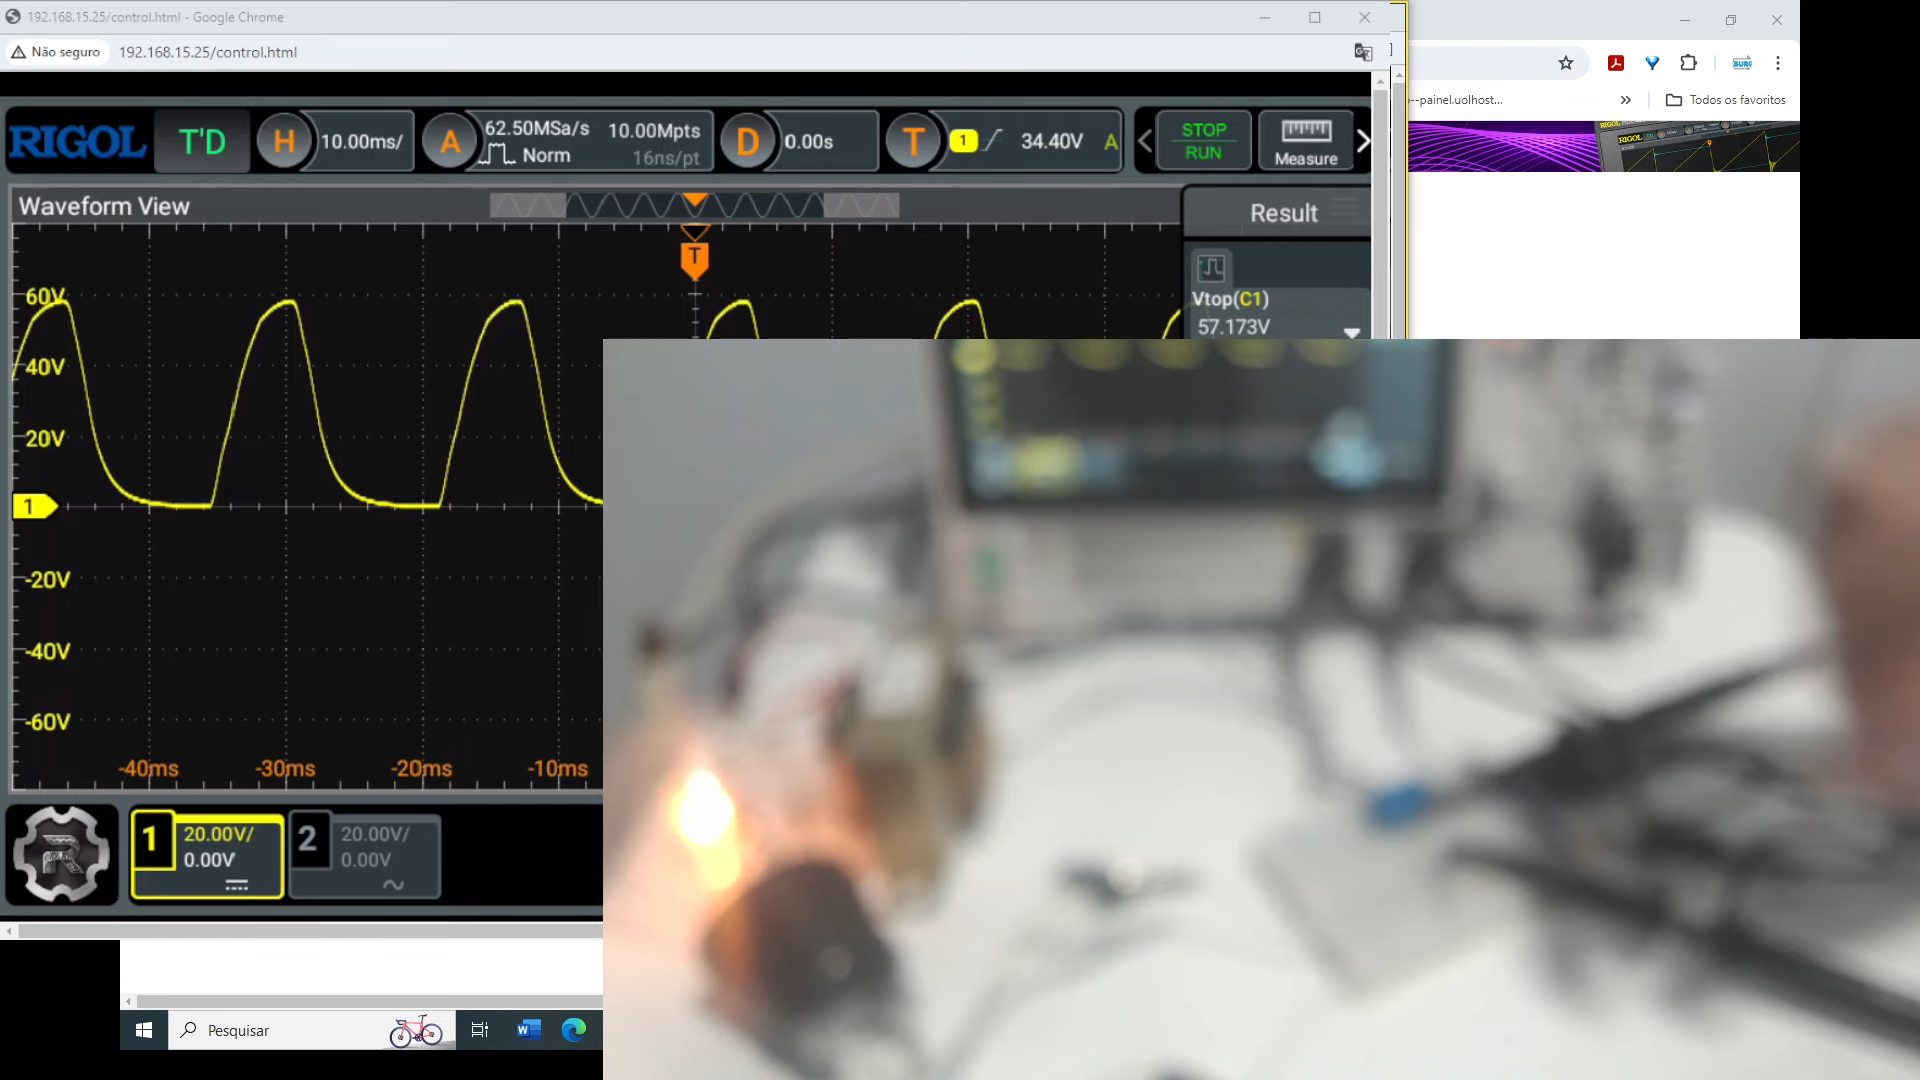 192.168.15.25/control.html - Google Chrome
Não seguro
192.168.15.25/control.html
o--painel.uolhost...
»
Todos os favoritos
RIGOL
T'D
H
10.00ms/
A
62.50MSa/s
10.00Mpts
Norm
16ns/pt
D
0.00s
T
1
34.40V
A
STOP
RUN
Measure
RIGOL
Waveform View
Result
T
Vtop(C1)
57.173V
60V
40V
20V
1
-20V
-40V
-60V
-40ms
-30ms
-20ms
-10ms
1
20.00V/
0.00V
2
20.00V/
0.00V
Pesquisar